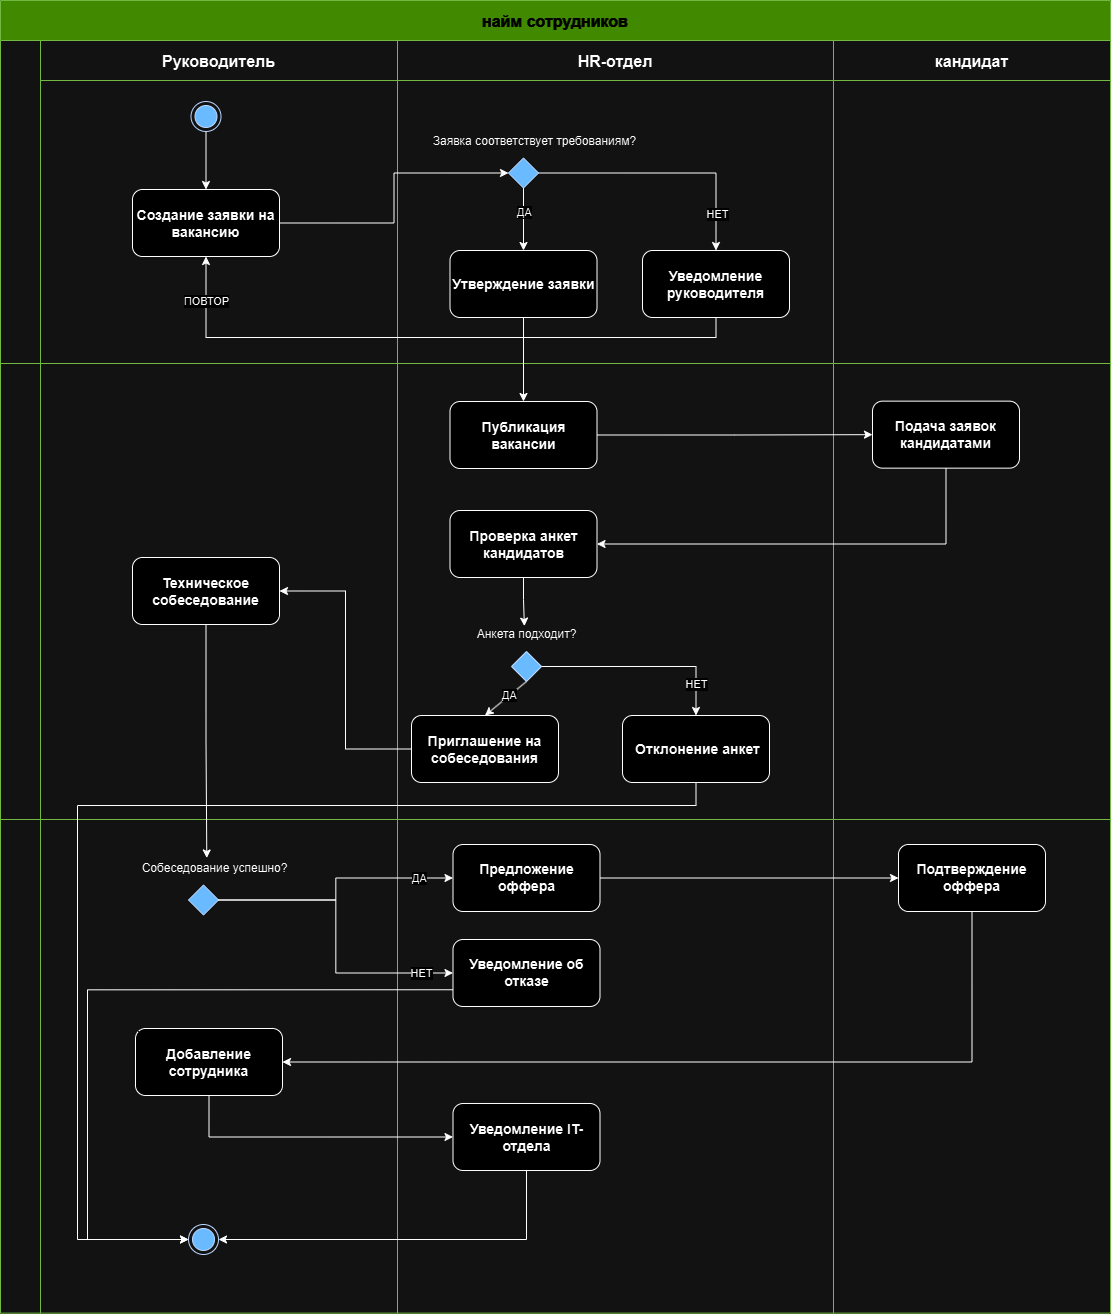 найм сотрудников
Руководитель
HR-отдел
кандидат
Заявка соответствует требованиям?
Создание заявки на
вакансию
ДА
НЕТ
Утверждение заявки
Уведомление
руководителя
ПОВТОР
Публикация
вакансии
Подача заявок
кандидатами
Проверка анкет
кандидатов
Техническое
собеседование
Анкета подходит?
ДА
НЕТ
Приглашение на
собеседования
Отклонение анкет
Собеседование успешно?
ДА
Предложение
оффера
Подтверждение
оффера
НЕТ
Уведомление об
отказе
Добавление
сотрудника
Уведомление IT-
отдела